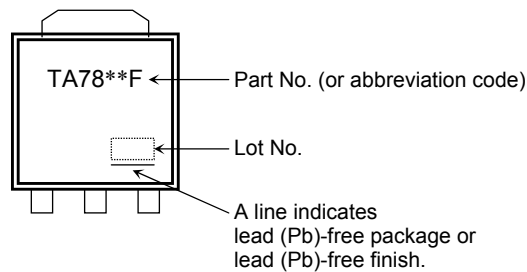 TA78**F
Part No. (or abbreviation code)
Lot No.
A line indicates
lead (Pb)-free package or
lead (Pb)-free finish.